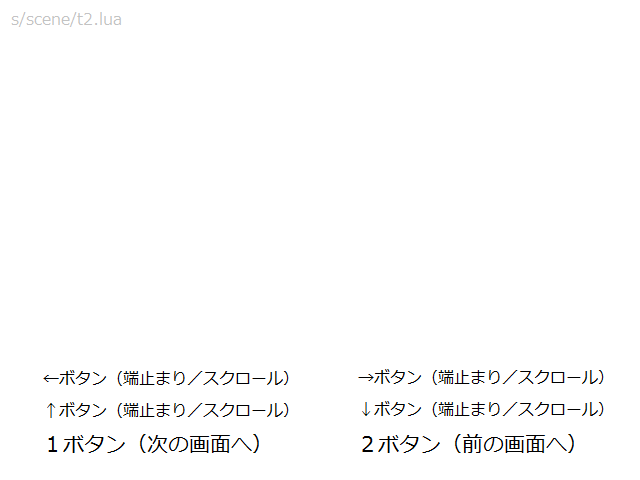 s/scene/t2.lua
←ボタン（端止まり／スクロール）
→ボタン（端止まり／スクロール）
↑ボタン（端止まり／スクロール）
↓ボタン（端止まり／スクロール）
１ボタン（次の画面へ）
２ボタン（前の画面へ）